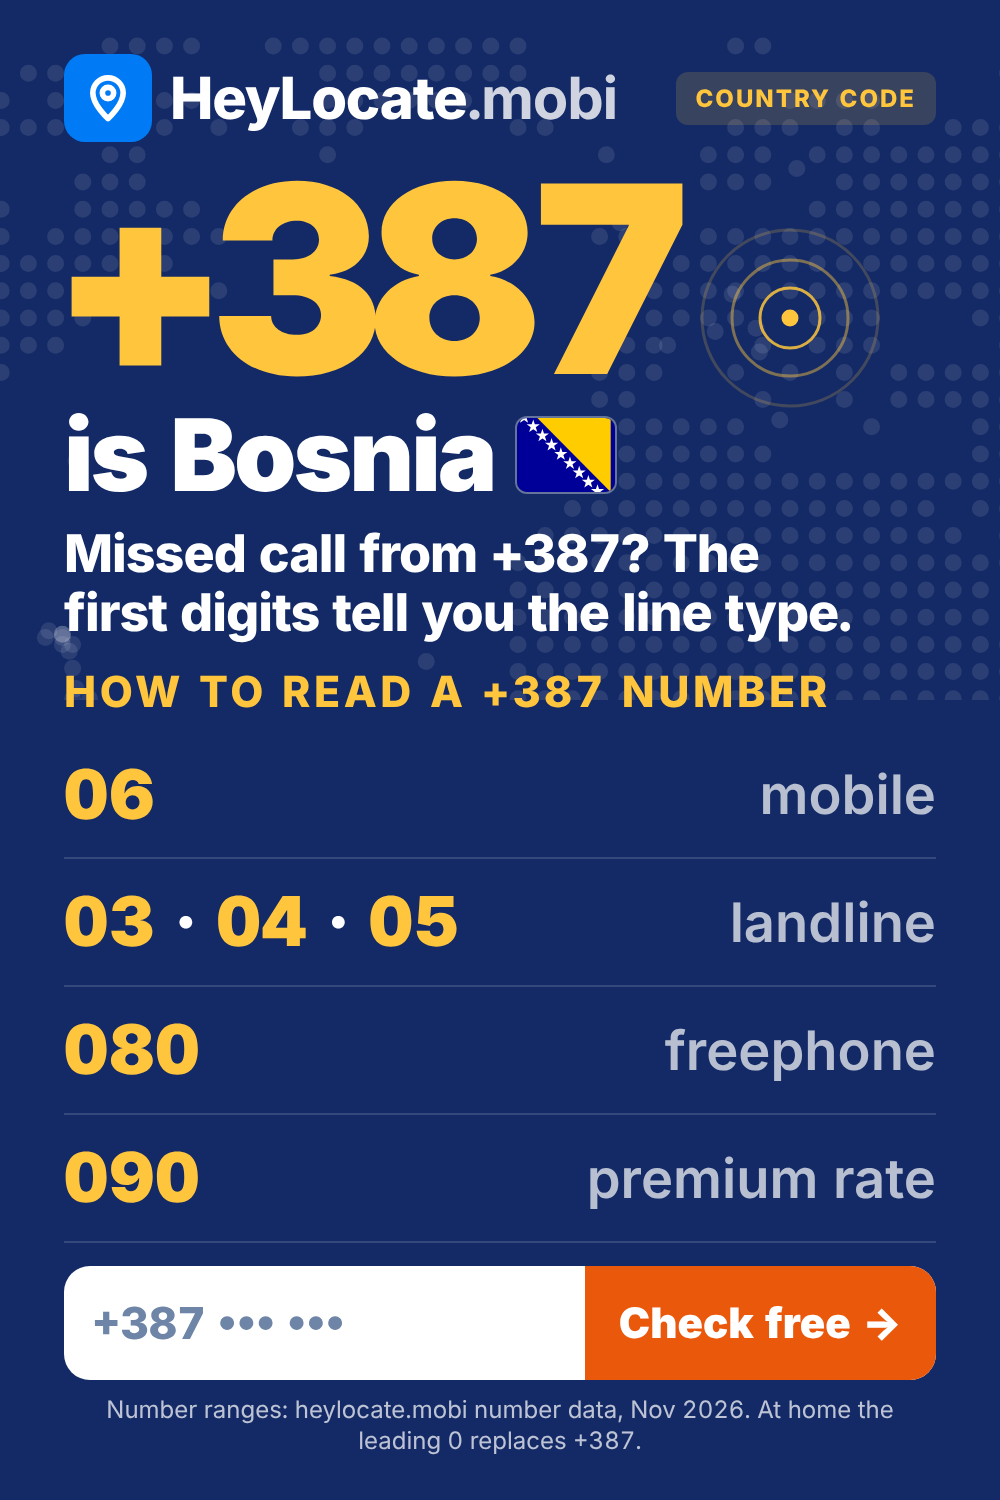 HeyLocate.mobi
COUNTRY CODE
+387
is Bosnia
Missed call from +387? The
first digits tell you the line type.
HOW TO READ A +387 NUMBER
06 mobile
03 · 04 · 05 landline
080 freephone
090 premium rate
+387 ••• •••
Check free →
Number ranges: heylocate.mobi number data, Nov 2026. At home the
leading 0 replaces +387.